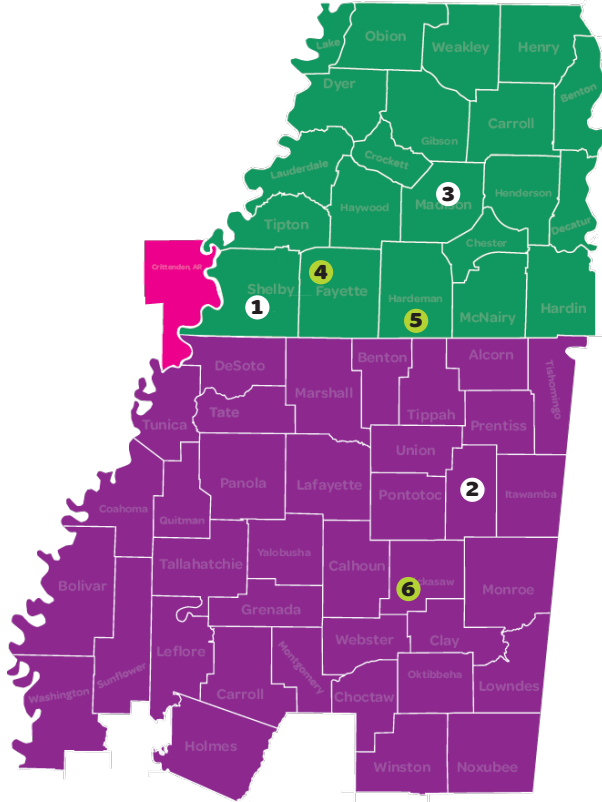 Lake
Obion
Weakley
Henry
Dyer
Benton
Gibson
Carroll
Crockett
Lauderdale
Haywood
3
Madison
Henderson
Decatur
Tipton
Chester
Crittenden, AR
4
Shelby
Fayette
1
Hardeman
5
McNairy
Hardin
DeSoto
Benton
Alcorn
Tishomingo
Marshall
Tate
Tippah
Tunica
Prentiss
Union
Panola
Lafayette
Pontotoc
2
Itawamba
Coahoma
Quitman
Yalobusha
Tallahatchie
Calhoun
ckasaw
6
Bolivar
Monroe
Grenada
Webster
Clay
Leflore
Montgomery
Sunflower
Oktibbeha
Lowndes
Washington
Carroll
Choctaw
Holmes
Winston
Noxubee